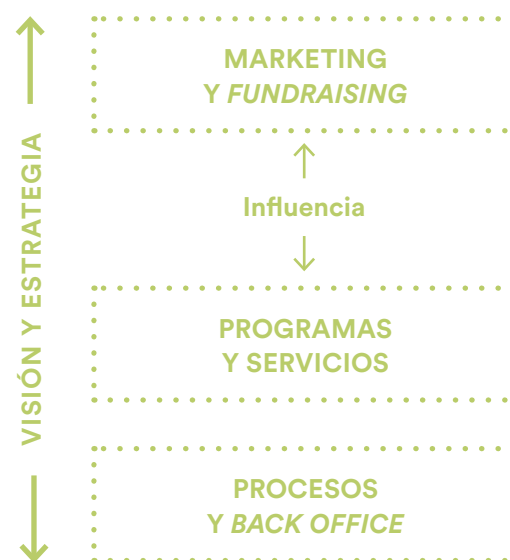 VISIÓN Y ESTRATEGIA
MARKETING
Y FUNDRAISING
Influencia
PROGRAMAS
Y SERVICIOS
PROCESOS
Y BACK OFFICE